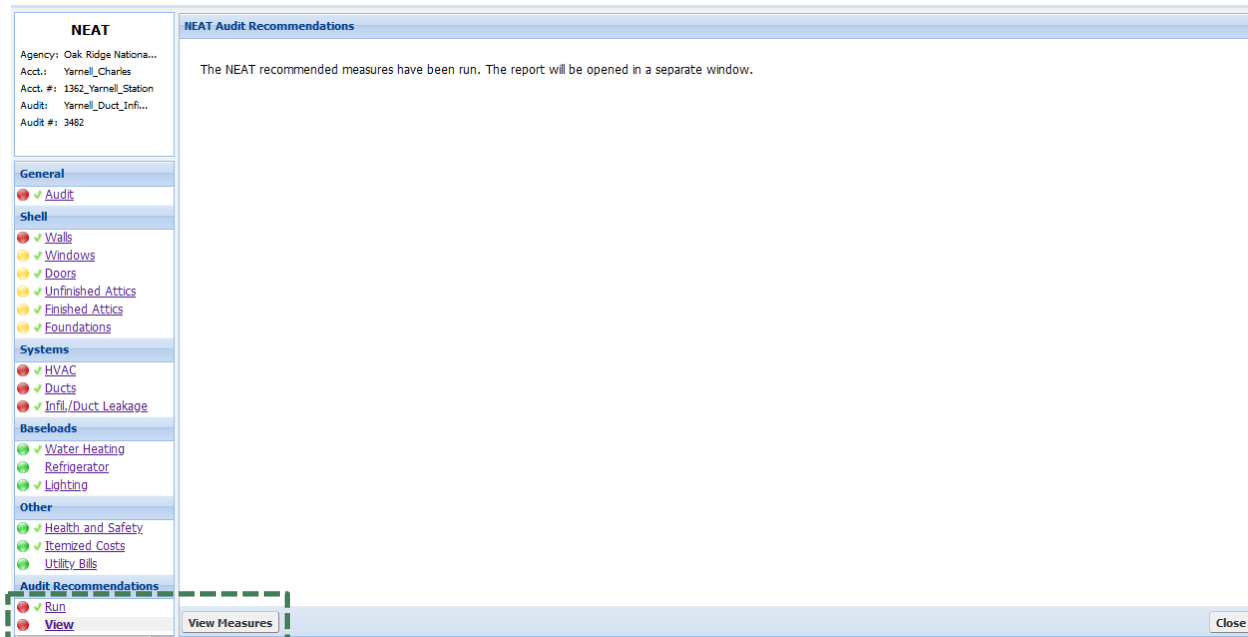 NEAT
Agency: Oak Ridge Nationa...
Acct.: Yarnell_Charles
Acct. #: 1362_Yarnell_Station
Audit: Yarnell_Duct_Infi...
Audit #: 3482
General
Audit
Shell
Walls
Windows
Doors
Unfinished Attics
Finished Attics
Foundations
Systems
HVAC
Ducts
Infil./Duct Leakage
Baseloads
Water Heating
Refrigerator
Lighting
Other
Health and Safety
Itemized Costs
Utility Bills
Audit Recommendations
Run
View
NEAT Audit Recommendations
The NEAT recommended measures have been run. The report will be opened in a separate window.
View Measures
Close